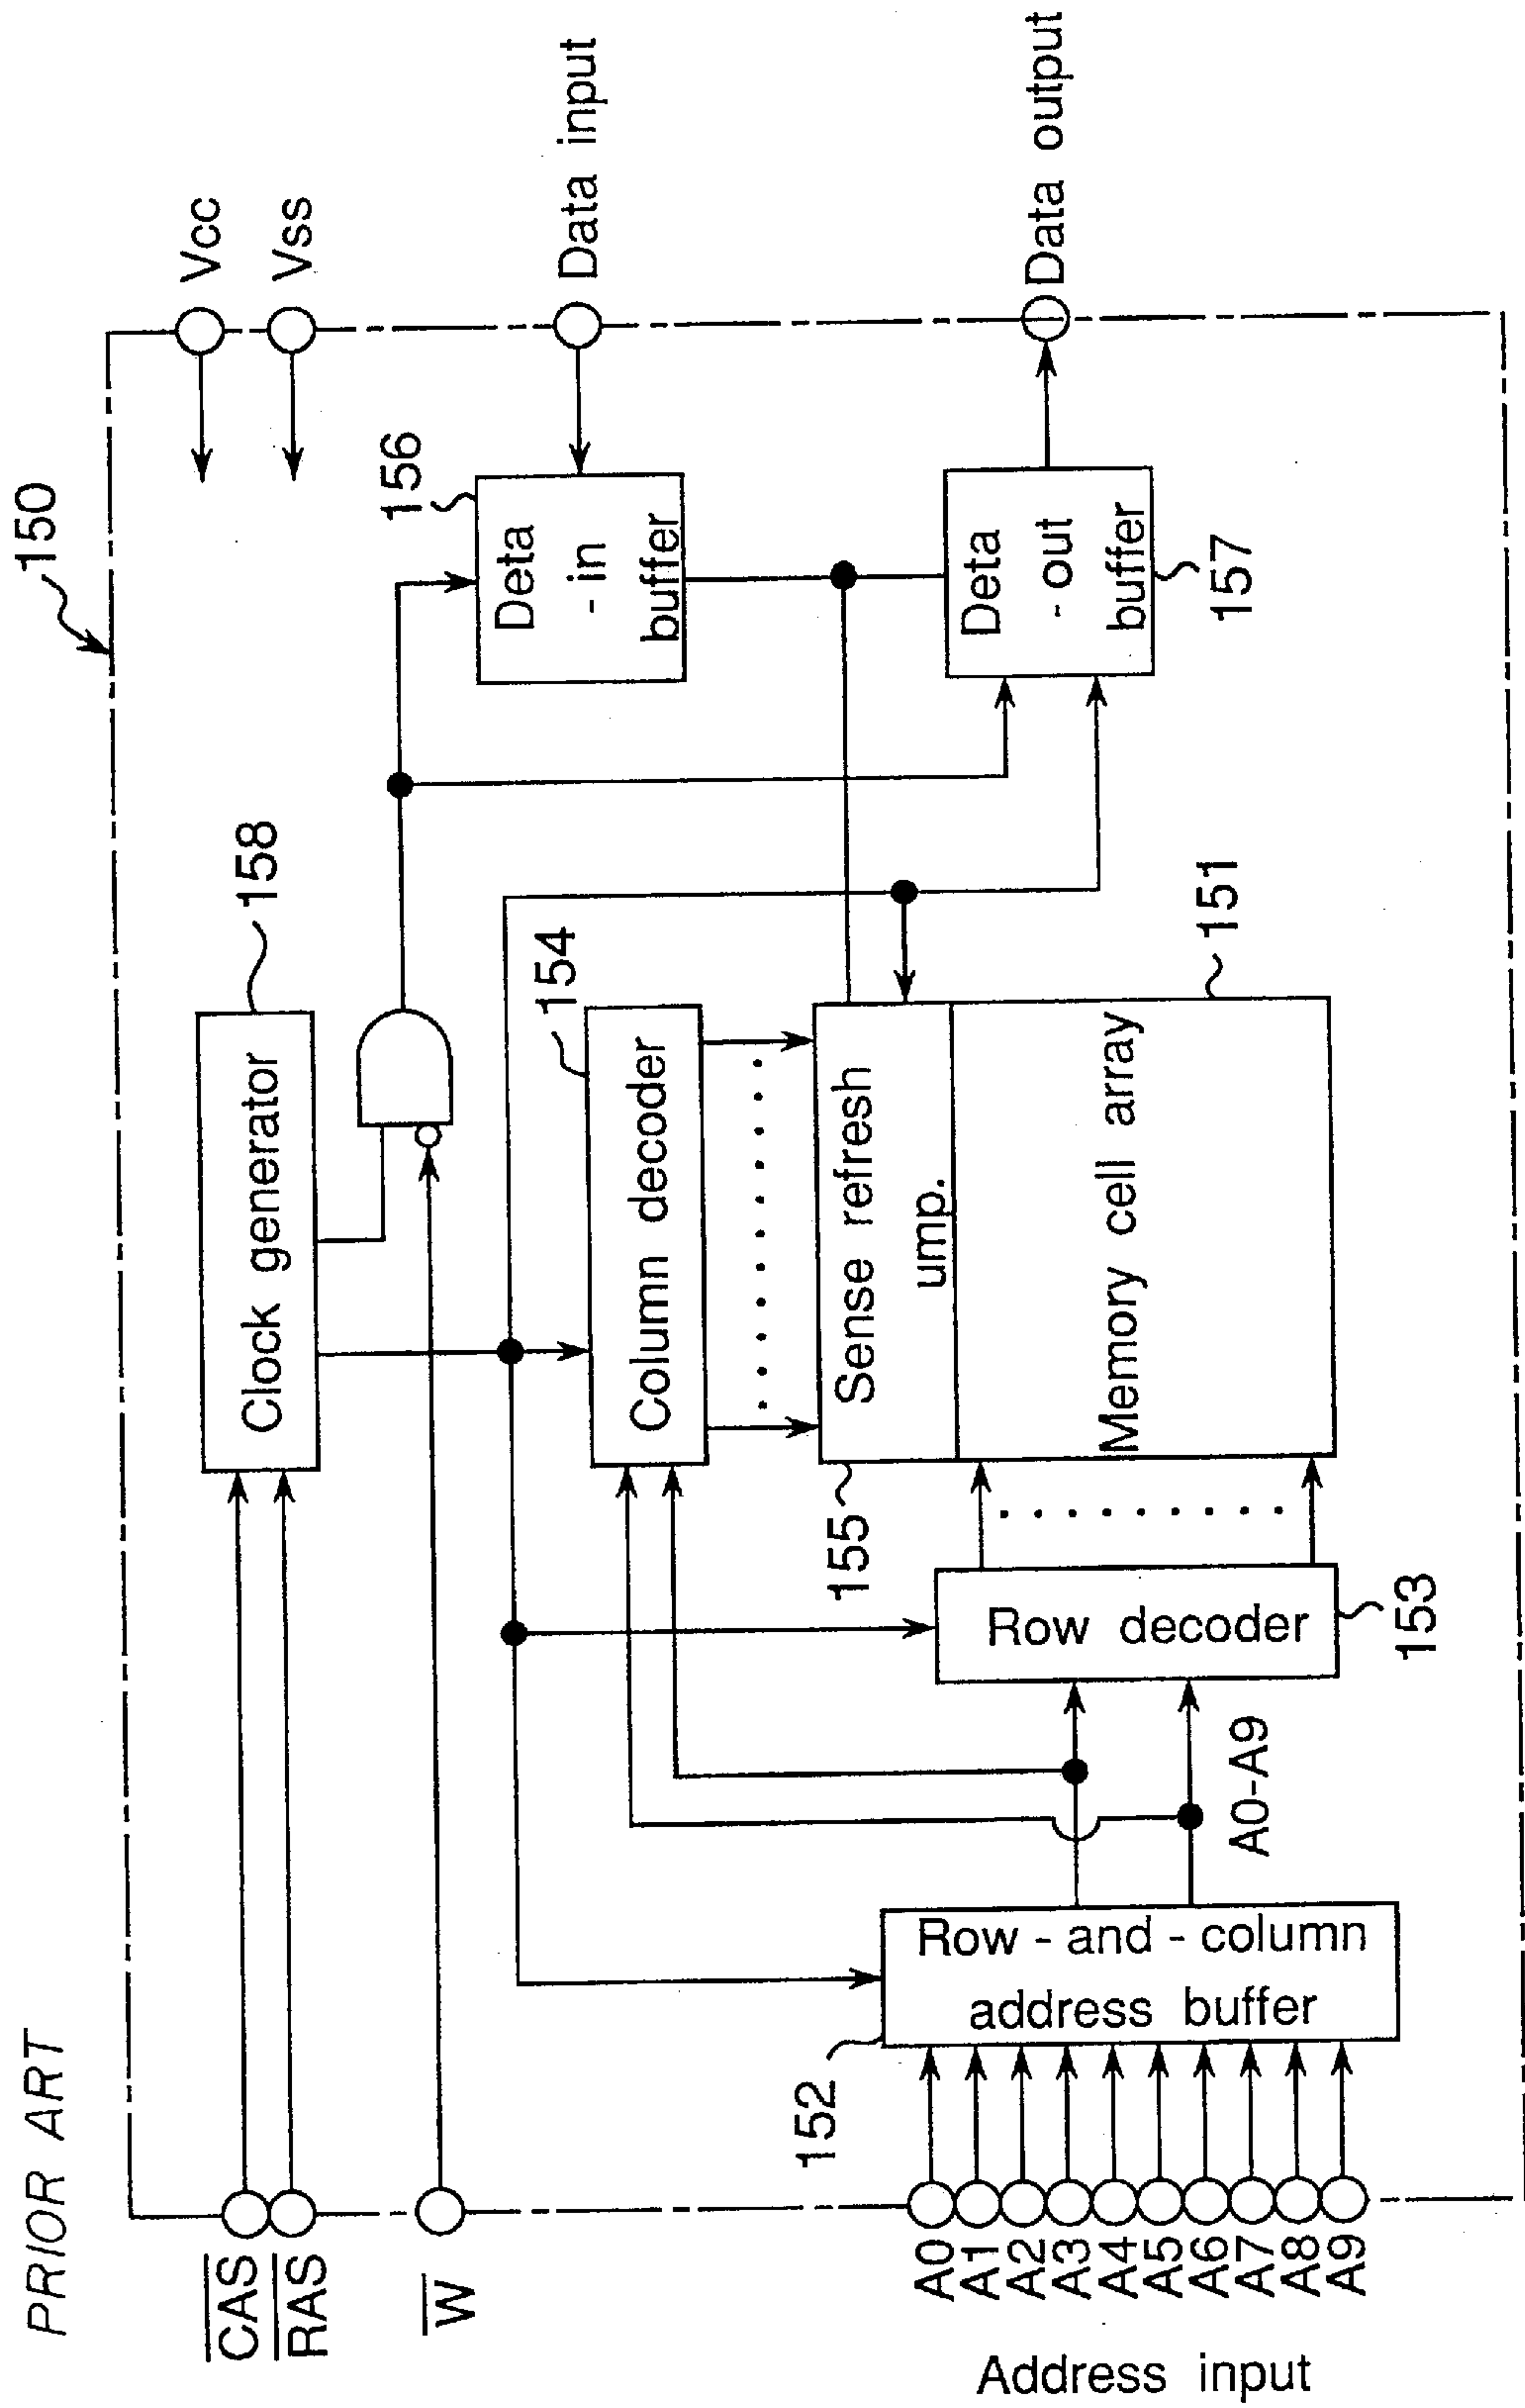 PRIOR ART
150
CAS
RAS
W
Vcc
Vss
Clock generator
158
156
Deta
- in
buffer
Data input
154
Column decoder
155
Sense refresh
ump.
Memory cell array
151
Deta
- out
buffer
157
Data output
Row decoder
153
A0-A9
152
Row - and - column
address buffer
A0
A1
A2
A3
A4
A5
A6
A7
A8
A9
Address input